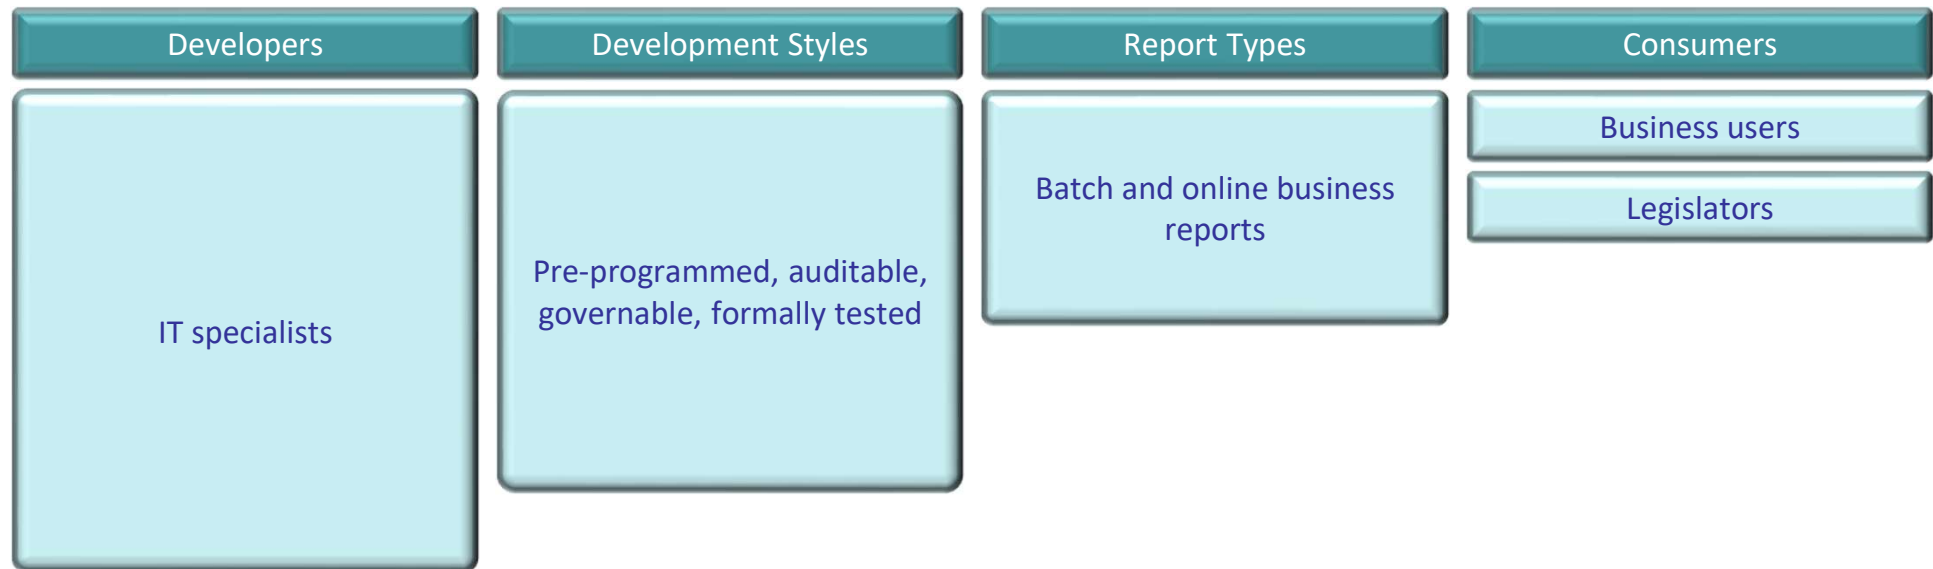 Developers
Development Styles
Report Types
Consumers
IT specialists
Pre-programmed, auditable,
governable, formally tested
Batch and online business
reports
Business users
Legislators